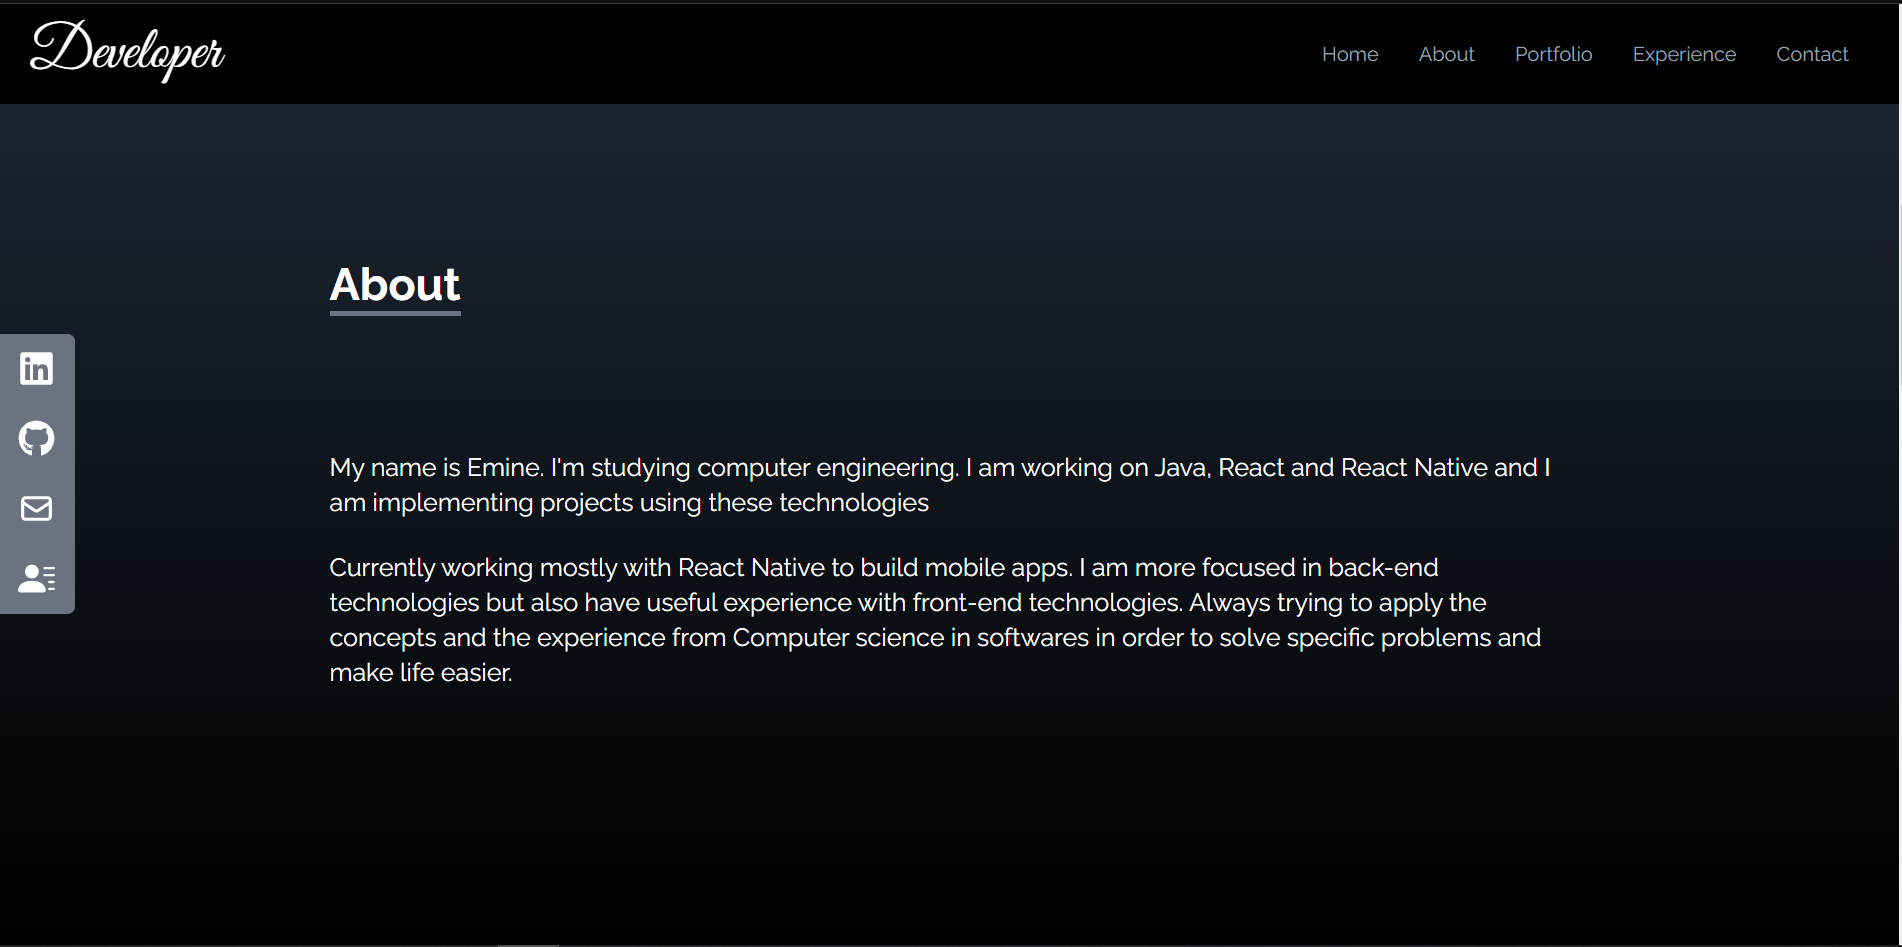 Developer
Home About Portfolio Experience Contact
About
My name is Emine. I'm studying computer engineering. I am working on Java, React and React Native and I
am implementing projects using these technologies
Currently working mostly with React Native to build mobile apps. I am more focused in back-end
technologies but also have useful experience with front-end technologies. Always trying to apply the
concepts and the experience from Computer science in softwares in order to solve specific problems and
make life easier.
in